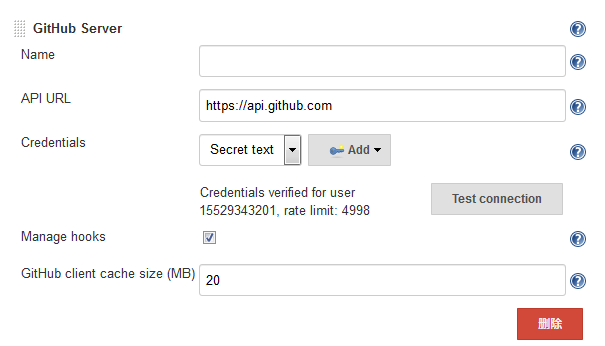 GitHub Server
Name
API URL
https://api.github.com
Credentials
Secret text
Add
Credentials verified for user
15529343201, rate limit: 4998
Test connection
Manage hooks
GitHub client cache size (MB)
20
删除